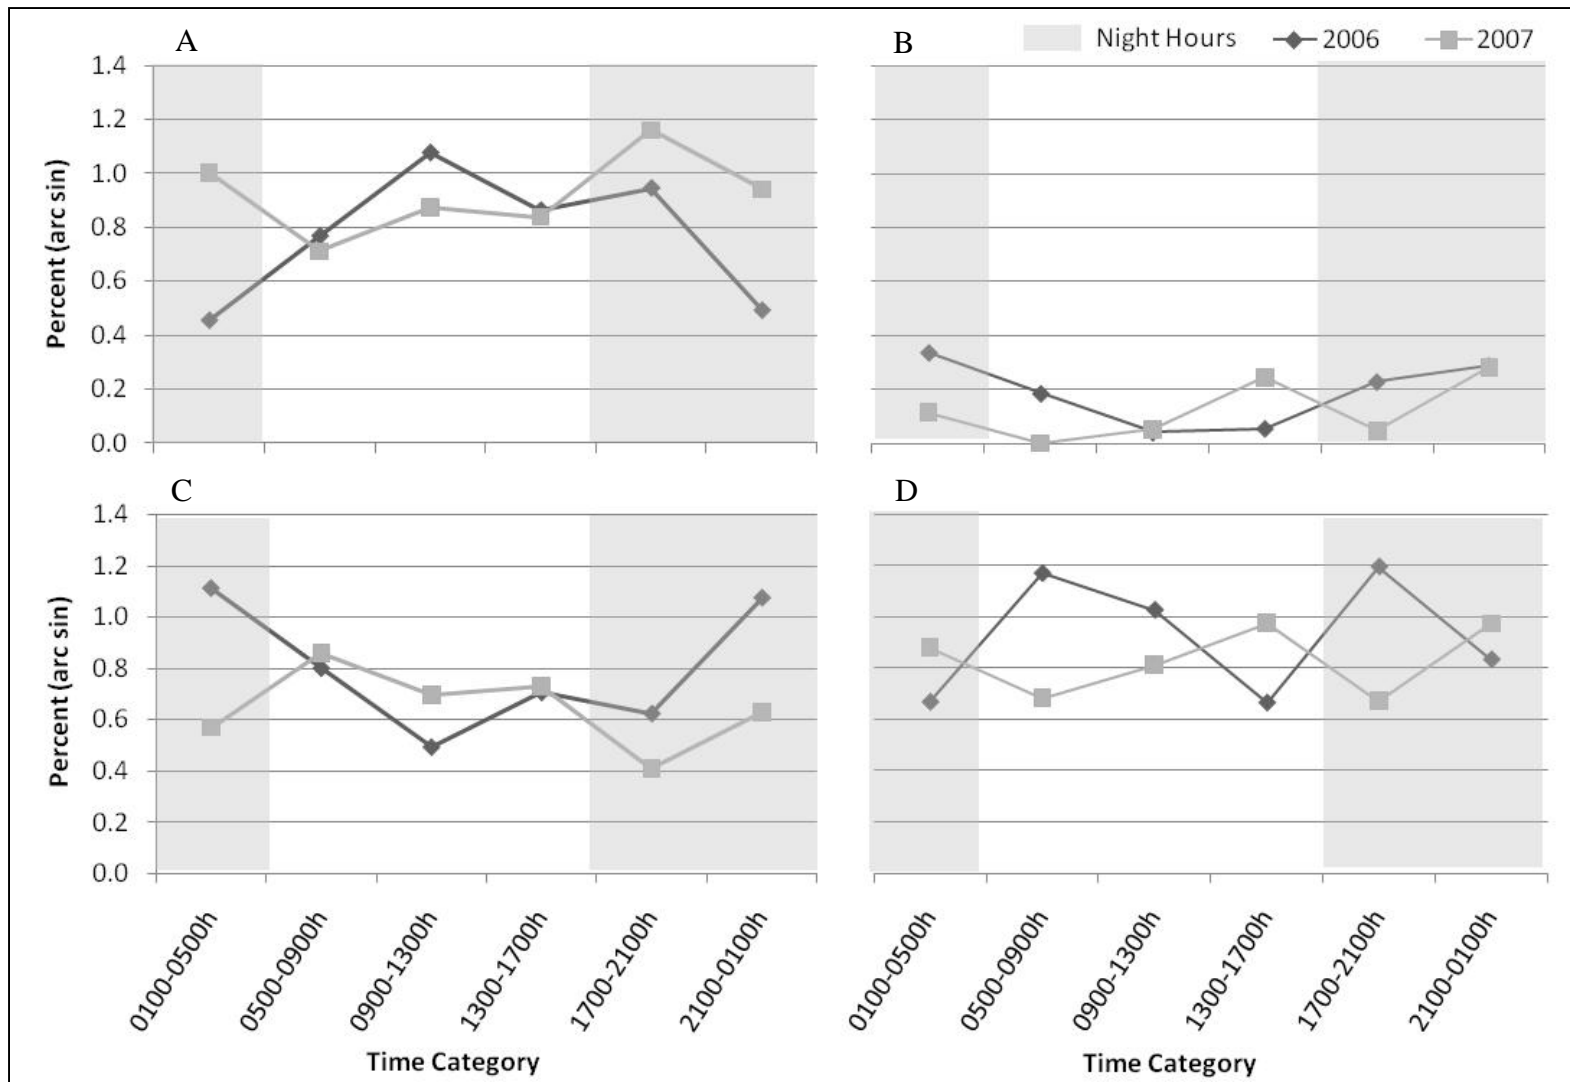 A
B
Night Hours
2006
2007
Percent (arc sin)
1.4
1.2
1.0
0.8
0.6
0.4
0.2
0.0
C
D
Percent (arc sin)
1.4
1.2
1.0
0.8
0.6
0.4
0.2
0.0
0100-0500h
0500-0900h
0900-1300h
1300-1700h
1700-2100h
2100-0100h
0100-0500h
0500-0900h
0900-1300h
1300-1700h
1700-2100h
2100-0100h
Time Category
Time Category